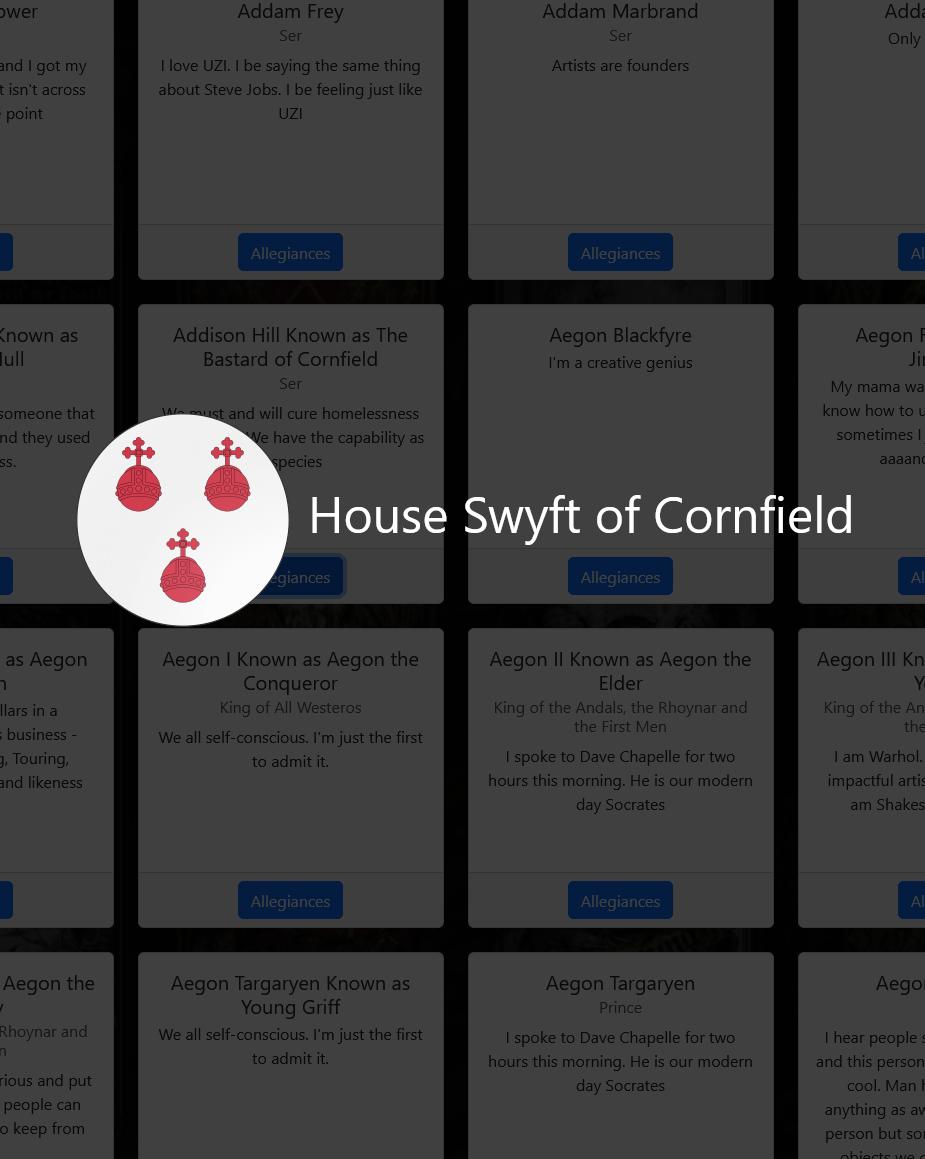 ower
and I got my
t isn't across
point
Addam Frey
Ser
I love UZI. I be saying the same thing
about Steve Jobs. I be feeling just like
UZI
Allegiances
Addam Marbrand
Ser
Artists are founders
Allegiances
Adda
Only
Al
Known as
Hull
someone that
nd they used
ss.
Addison Hill Known as The
Bastard of Cornfield
Ser
We must and will cure homelessness
We have the capability as
species
egiances
Aegon Blackfyre
I'm a creative genius
Allegiances
Aegon F
Jin
My mama wa
know how to u
sometimes I
aaaand
Al
House Swyft of Cornfield
as Aegon
n
llars in a
s business -
g, Touring,
and likeness
Aegon I Known as Aegon the
Conqueror
King of All Westeros
We all self-conscious. I'm just the first
to admit it.
Allegiances
Aegon II Known as Aegon the
Elder
King of the Andals, the Rhoynar and
the First Men
I spoke to Dave Chapelle for two
hours this morning. He is our modern
day Socrates
Allegiances
Aegon III Kn
Yo
King of the An
the
I am Warhol.
impactful artis
am Shakes
Al
Aegon the
y
Rhoynar and
n
rious and put
people can
o keep from
Aegon Targaryen Known as
Young Griff
We all self-conscious. I'm just the first
to admit it.
Aegon Targaryen
Prince
I spoke to Dave Chapelle for two
hours this morning. He is our modern
day Socrates
Aego
I hear people s
and this person
cool. Man h
anything as aw
person but som
objects we c